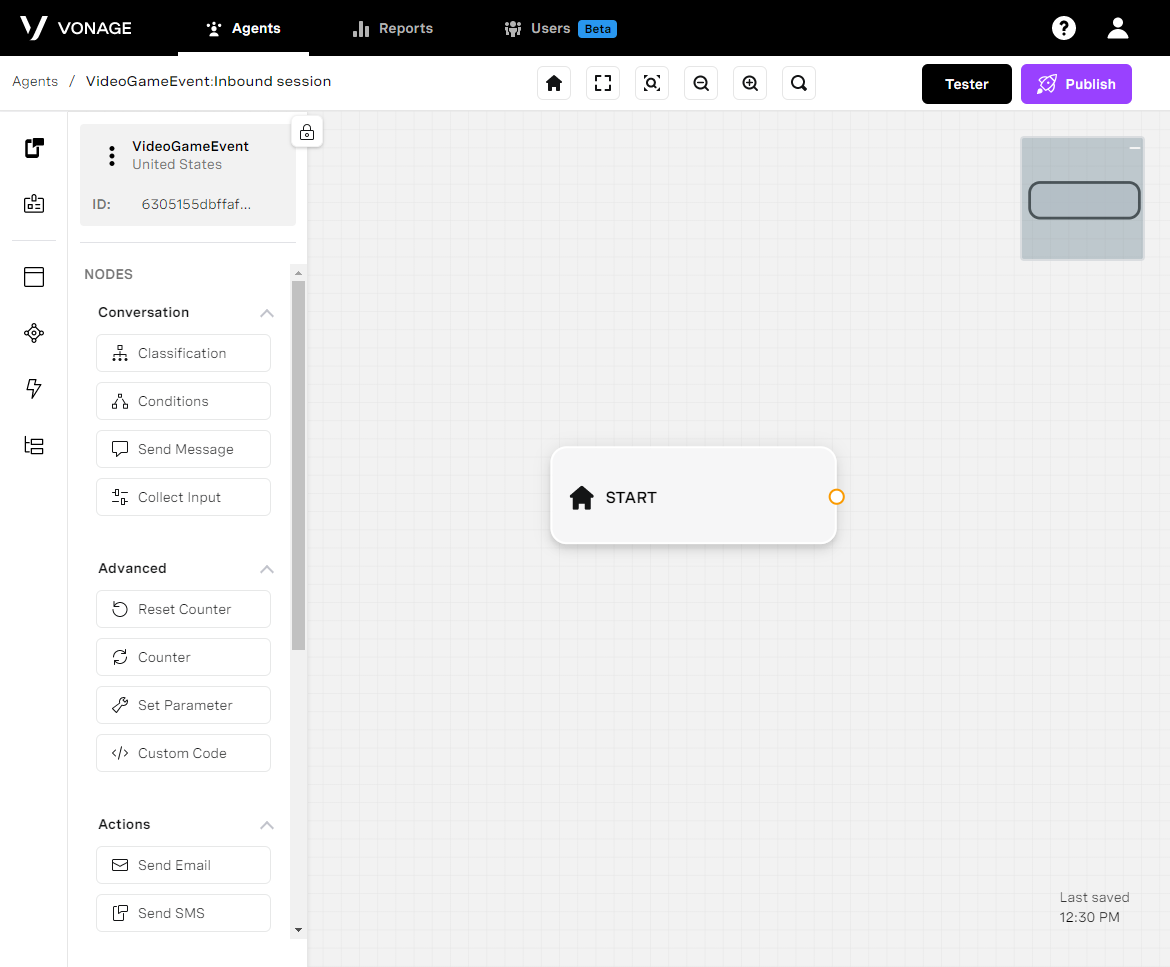 VONAGE
Agents
Reports
Users Beta
Agents / VideoGameEvent:Inbound session
Tester
Publish
VideoGameEvent
United States
ID: 6305155dbffaf...
NODES
Conversation
Classification
Conditions
Send Message
Collect Input
Advanced
Reset Counter
Counter
Set Parameter
Custom Code
Actions
Send Email
Send SMS
START
Last saved
12:30 PM